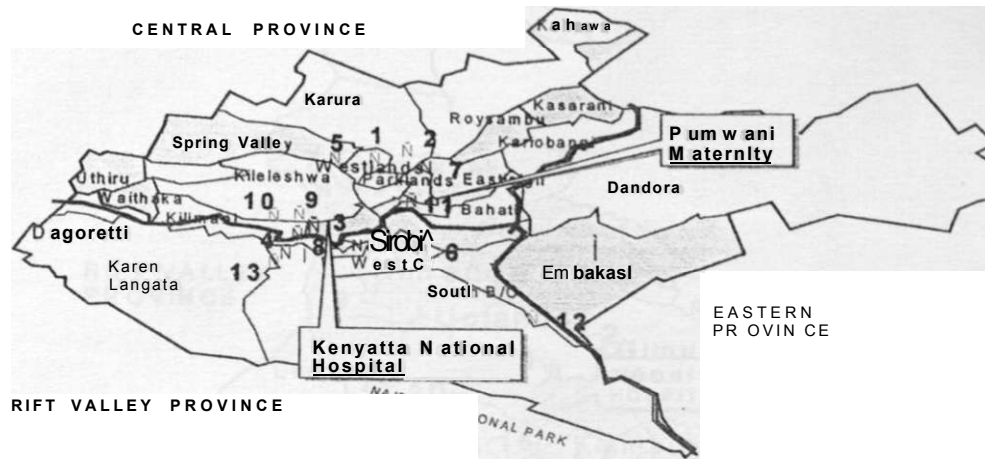 CENTRAL PROVINCE
Kahawa
Karura
Kasarani
Roysambu
Pumwani
Maternity
5 1 2
Spring Valley
Kariobangi
7
Uthiru
Kileleshwa
Westlands
Parklands
Eastleigh
Dandora
Waithaka
10 9
11
Bahati
Kilimani
3
Dagoretti
4
8
6
Karen
Langata
13
West C
Embakasi
South B/C
12
EASTERN
PROVINCE
Kenyatta National
Hospital
RIFT VALLEY PROVINCE
ONAL PARK